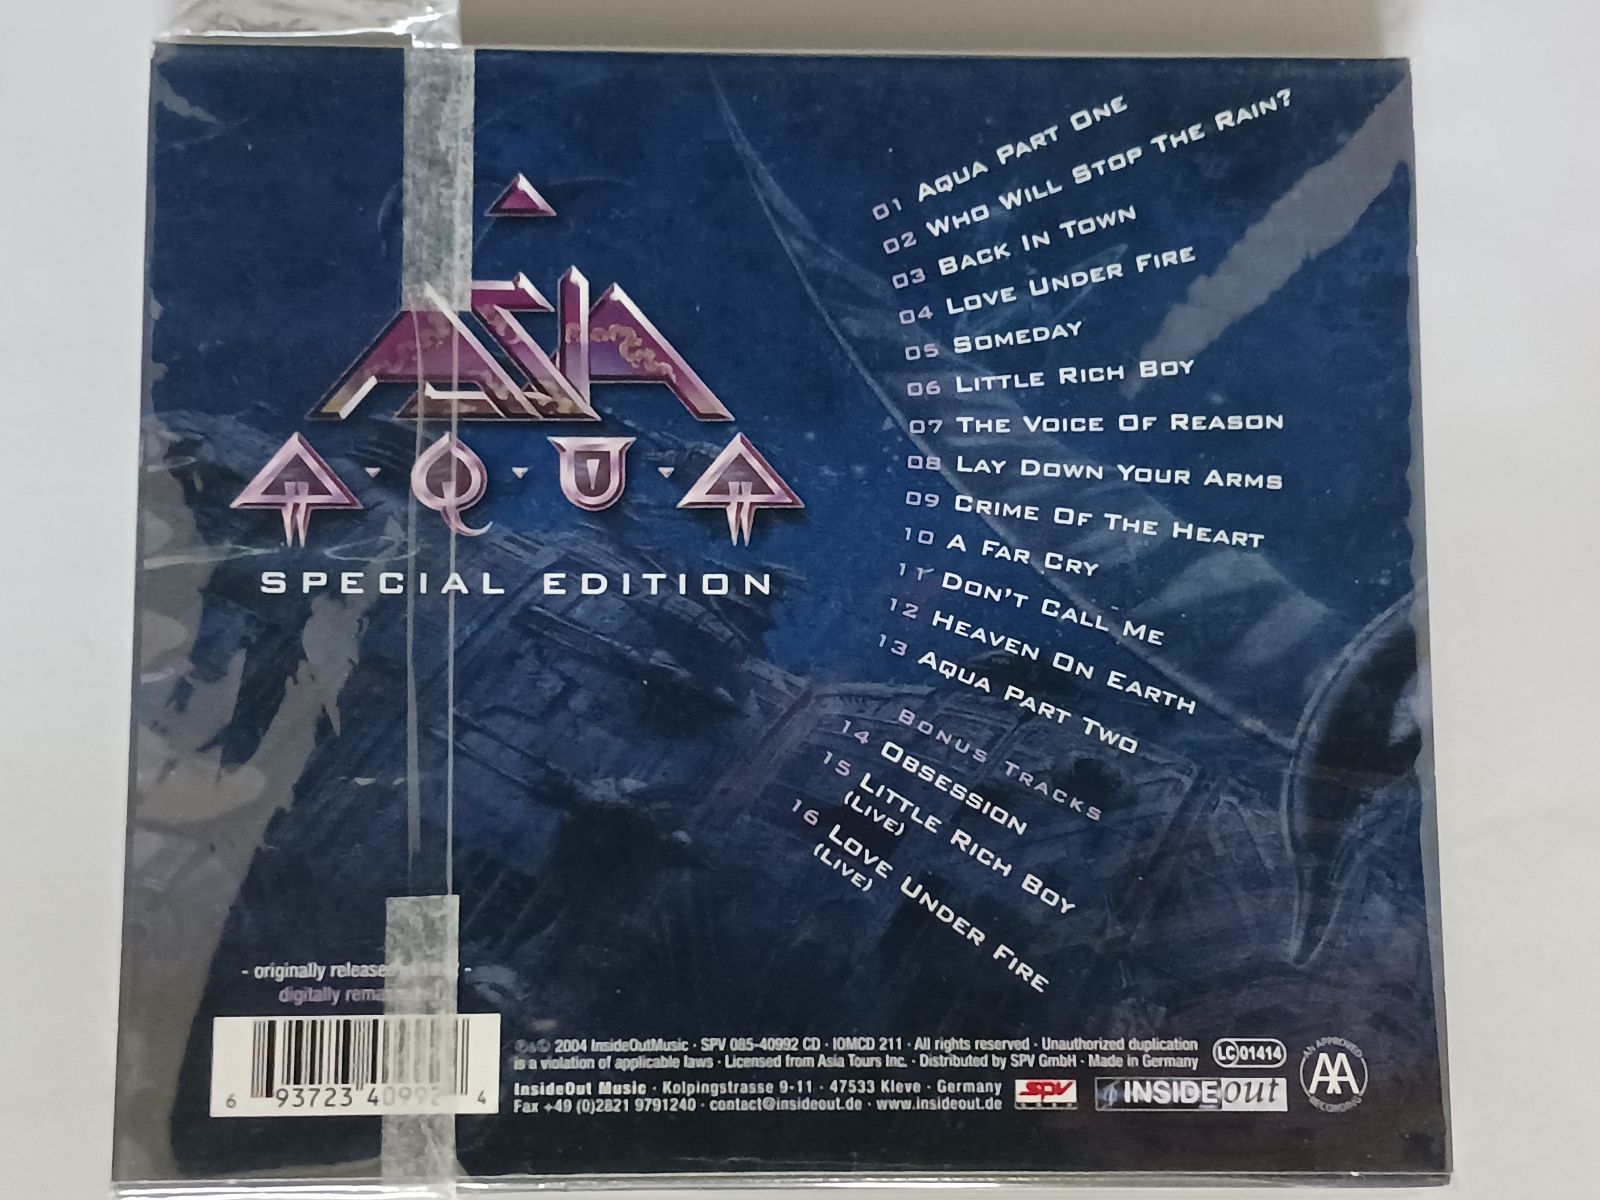 ASIA
AQUA
SPECIAL EDITION
01 AQUA PART ONE
02 WHO WILL STOP THE RAIN?
03 BACK IN TOWN
04 LOVE UNDER FIRE
05 SOMEDAY
06 LITTLE RICH BOY
07 THE VOICE OF REASON
08 LAY DOWN YOUR ARMS
09 CRIME OF THE HEART
10 A FAR CRY
11 DON'T CALL ME
12 HEAVEN ON EARTH
13 AQUA PART TWO
BONUS TRACKS
14 OBSESSION
15 LITTLE RICH BOY
(LIVE)
16 LOVE UNDER FIRE
(LIVE)
- originally released
digitally
6 93723 40992 4
℗&© 2004 InsideOutMusic · SPV 085-40992 CD · IOMCD 211 · All rights reserved · Unauthorized duplication
is a violation of applicable laws · Licensed from Asia Tours Inc. · Distributed by SPV GmbH · Made in Germany
InsideOut Music · Kolpingstrasse 9-11 · 47533 Kleve · Germany
Fax +49 (0)2821 9791240 · contact@insideout.de · www.insideout.de
SPV
INSIDEout
LC 01414
AN APPROVED
AA
RECORDING